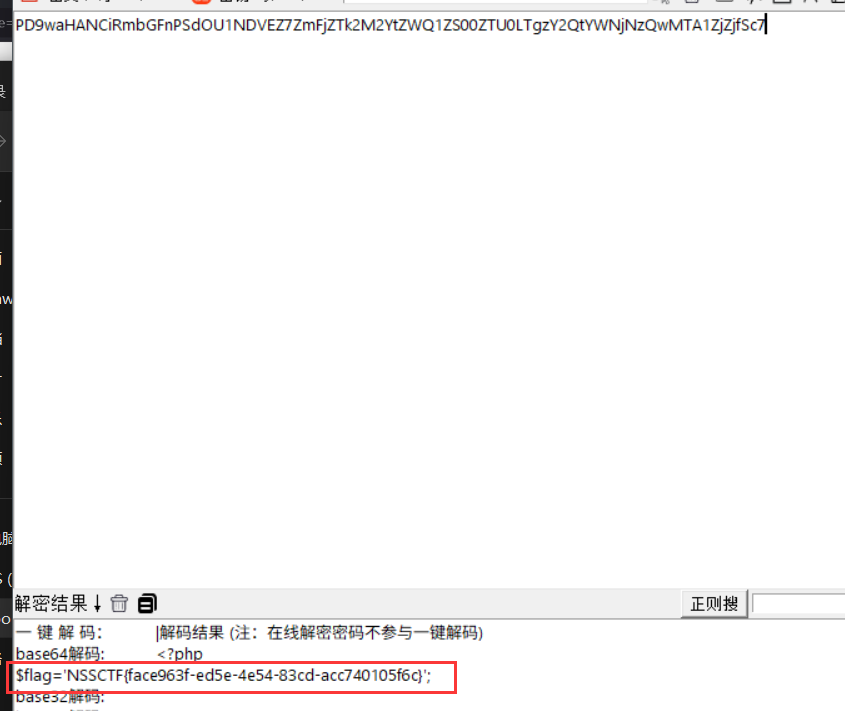 PD9waHANCiRmbGFnPSdOU1NDVEZ7ZmFjZTk2M2YtZWQ1ZS00ZTU0LTgzY2QtYWNjNzQwMTA1ZjZjfSc7
解密结果
正则搜
一 键 解 码: 解码结果 (注：在线解密密码不参与一键解码)
base64解码: <?php
$flag='NSSCTF{face963f-ed5e-4e54-83cd-acc740105f6c}';
base32解码: